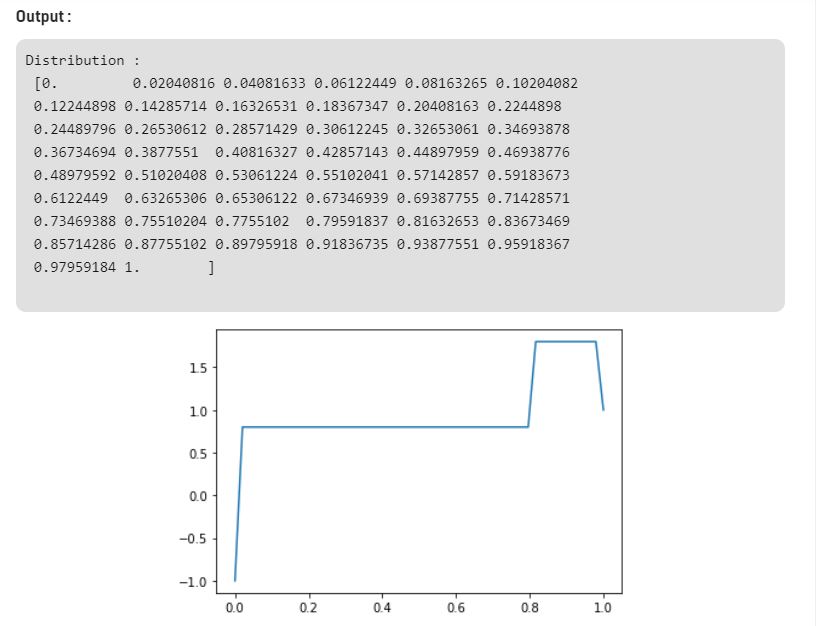 Output :
Distribution :
[0. 0.02040816 0.04081633 0.06122449 0.08163265 0.10204082
0.12244898 0.14285714 0.16326531 0.18367347 0.20408163 0.2244898
0.24489796 0.26530612 0.28571429 0.30612245 0.32653061 0.34693878
0.36734694 0.3877551 0.40816327 0.42857143 0.44897959 0.46938776
0.48979592 0.51020408 0.53061224 0.55102041 0.57142857 0.59183673
0.6122449 0.63265306 0.65306122 0.67346939 0.69387755 0.71428571
0.73469388 0.75510204 0.7755102 0.79591837 0.81632653 0.83673469
0.85714286 0.87755102 0.89795918 0.91836735 0.93877551 0.95918367
0.97959184 1. ]
1.5
1.0
0.5
0.0
−0.5
−1.0
0.0 0.2 0.4 0.6 0.8 1.0